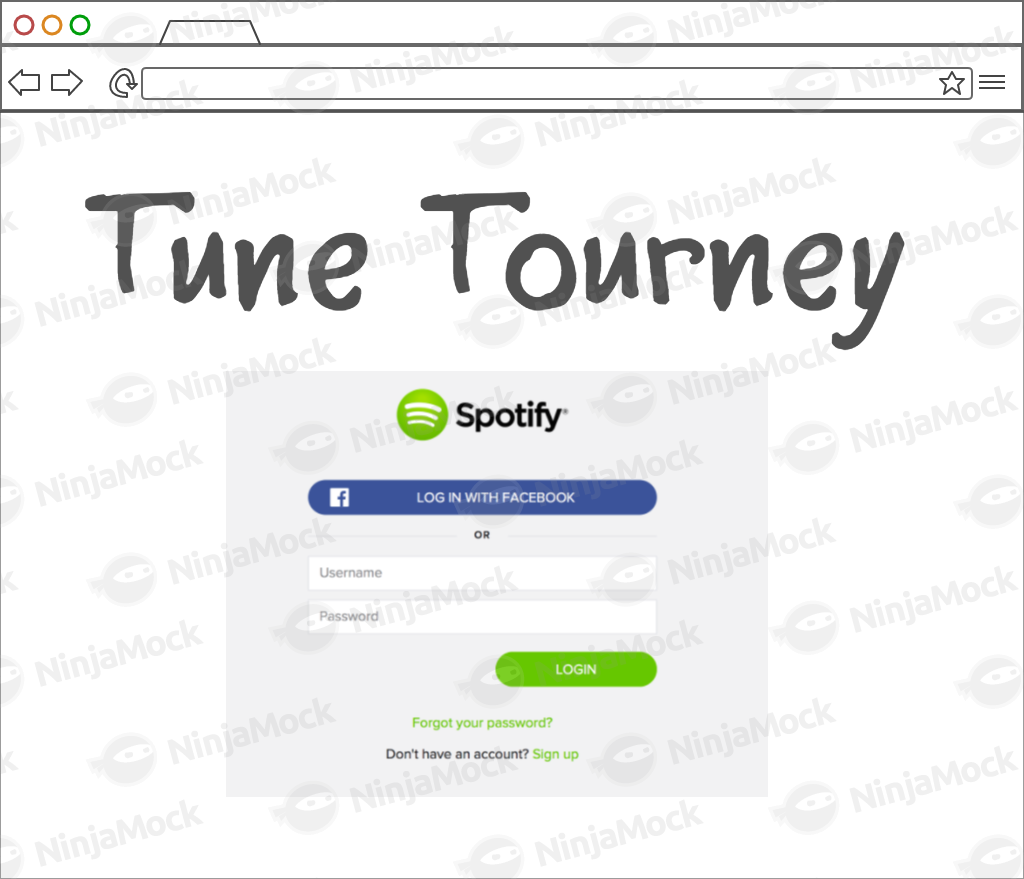 Tune Tourney
Spotify®
LOG IN WITH FACEBOOK
OR
Username
Password
LOGIN
Forgot your password?
Don't have an account? Sign up
NinjaMock